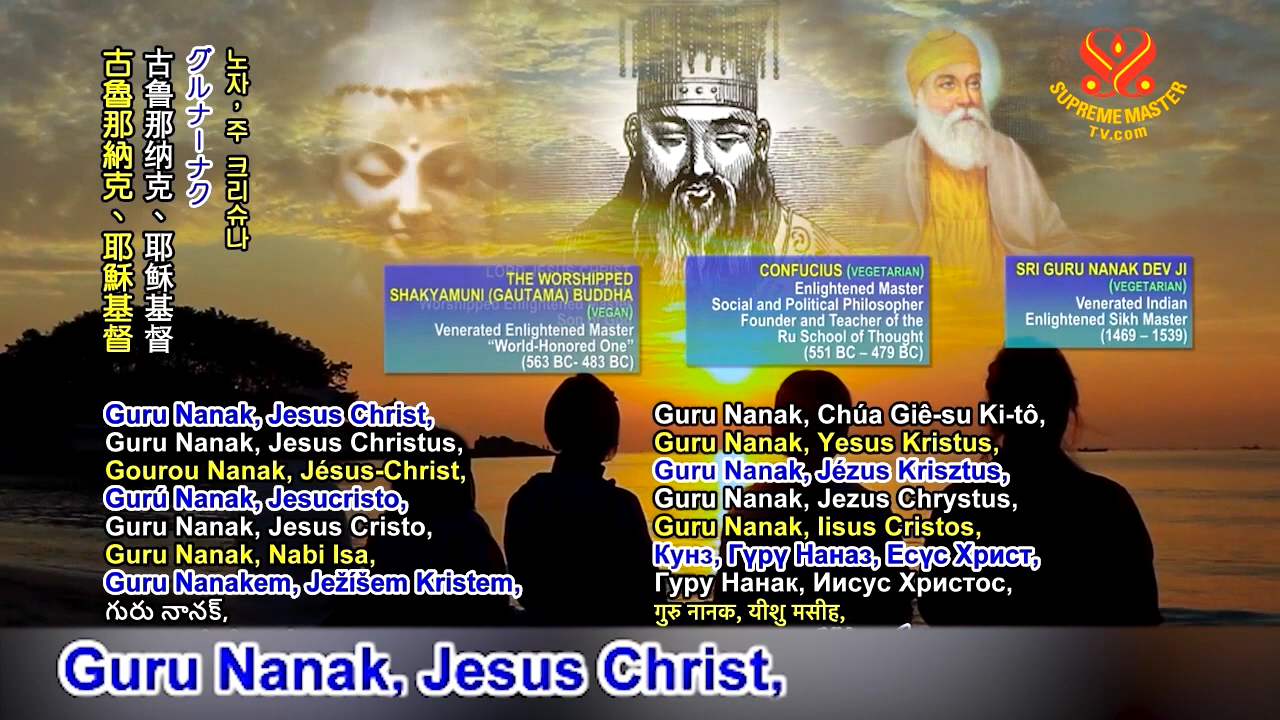 古魯那納克、耶穌基督
古鲁那纳克、耶稣基督
グルナーナク
노자, 주 크리슈나
SUPREME MASTER
TV.com
THE WORSHIPPED
SHAKYAMUNI (GAUTAMA) BUDDHA
(VEGAN)
Venerated Enlightened Master
“World-Honored One”
(563 BC- 483 BC)
CONFUCIUS (VEGETARIAN)
Enlightened Master
Social and Political Philosopher
Founder and Teacher of the
Ru School of Thought
(551 BC – 479 BC)
SRI GURU NANAK DEV JI
(VEGETARIAN)
Venerated Indian
Enlightened Sikh Master
(1469 – 1539)
Guru Nanak, Jesus Christ,
Guru Nanak, Jesus Christus,
Gourou Nanak, Jésus-Christ,
Gurú Nanak, Jesucristo,
Guru Nanak, Jesus Cristo,
Guru Nanak, Nabi Isa,
Guru Nanakem, Ježíšem Kristem,
గురు నానక్,
Guru Nanak, Chúa Giê-su Ki-tô,
Guru Nanak, Yesus Kristus,
Guru Nanak, Jézus Krisztus,
Guru Nanak, Jezus Chrystus,
Guru Nanak, Iisus Cristos,
Кунз, Гүрү Наназ, Есүс Христ,
Гуру Нанак, Иисус Христос,
गुरु नानक, यीशु मसीह,
Guru Nanak, Jesus Christ,